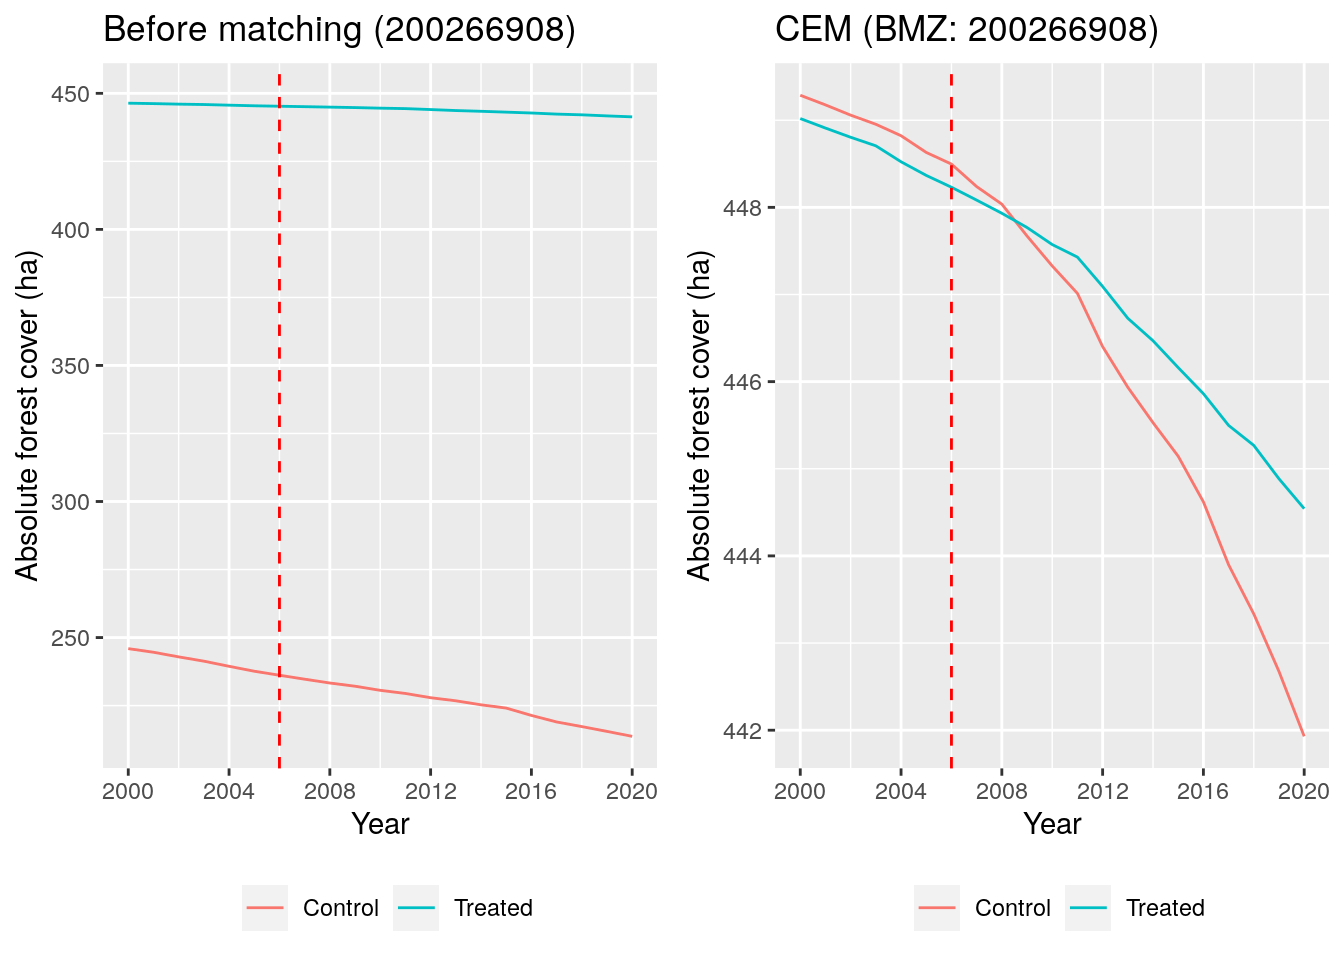 Before matching (200266908)
Absolute forest cover (ha)
450
400
350
300
250
2000 2004 2008 2012 2016 2020
Year
Control Treated
CEM (BMZ: 200266908)
Absolute forest cover (ha)
448
446
444
442
2000 2004 2008 2012 2016 2020
Year
Control Treated